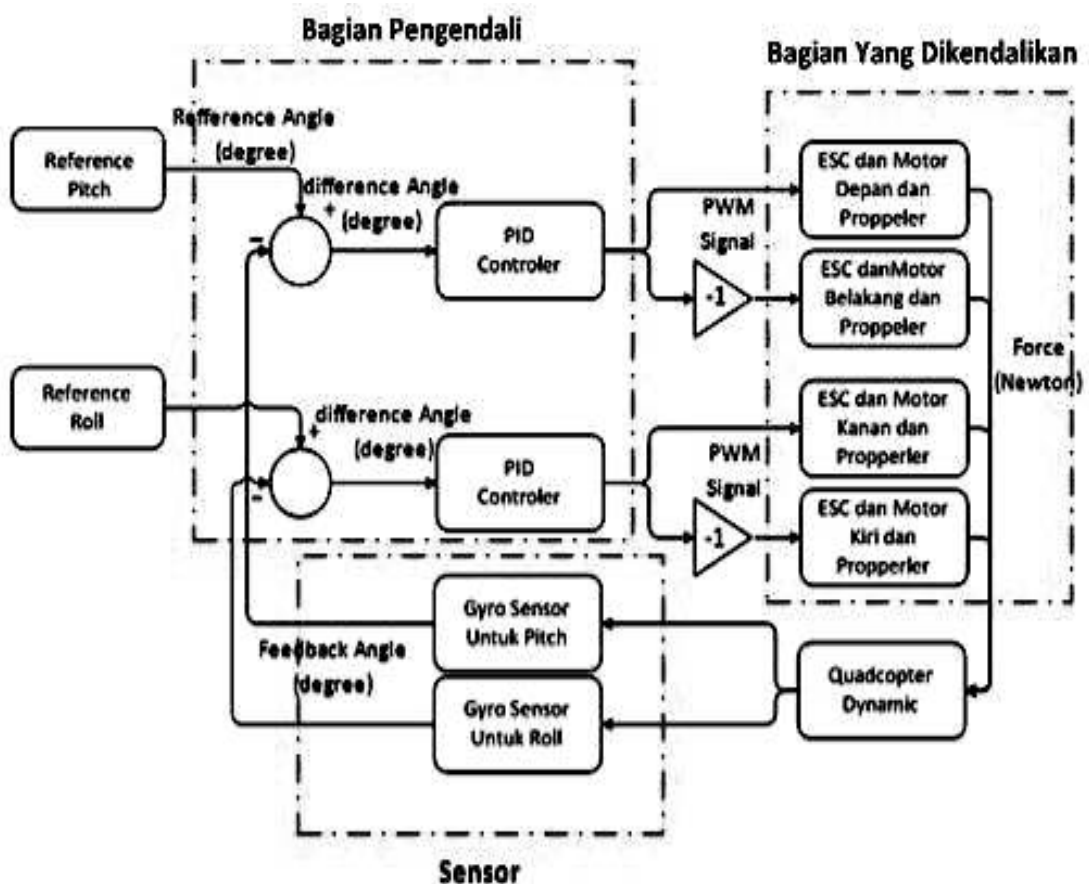 Bagian Pengendali
Bagian Yang Dikendalikan
Reference
Pitch
Refference Angle
(degree)
+
difference Angle
(degree)
-
PID
Controler
PWM
Signal
-1
ESC dan Motor
Depan dan
Proppeler
ESC danMotor
Belakang dan
Proppeler
Force
(Newton)
Reference
Roll
+
difference Angle
(degree)
-
PID
Controler
PWM
Signal
-1
ESC dan Motor
Kanan dan
Propperler
ESC dan Motor
Kiri dan
Propperler
Gyro Sensor
Untuk Pitch
Feedback Angle
(degree)
Gyro Sensor
Untuk Roll
Quadcopter
Dynamic
Sensor